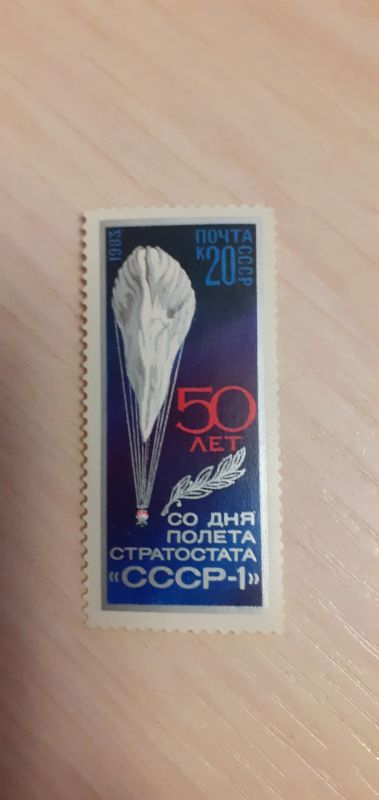 1983
ПОЧТА
СССР
К20
50
ЛЕТ
СО ДНЯ
ПОЛЕТА
СТРАТОСТАТА
«СССР-1»